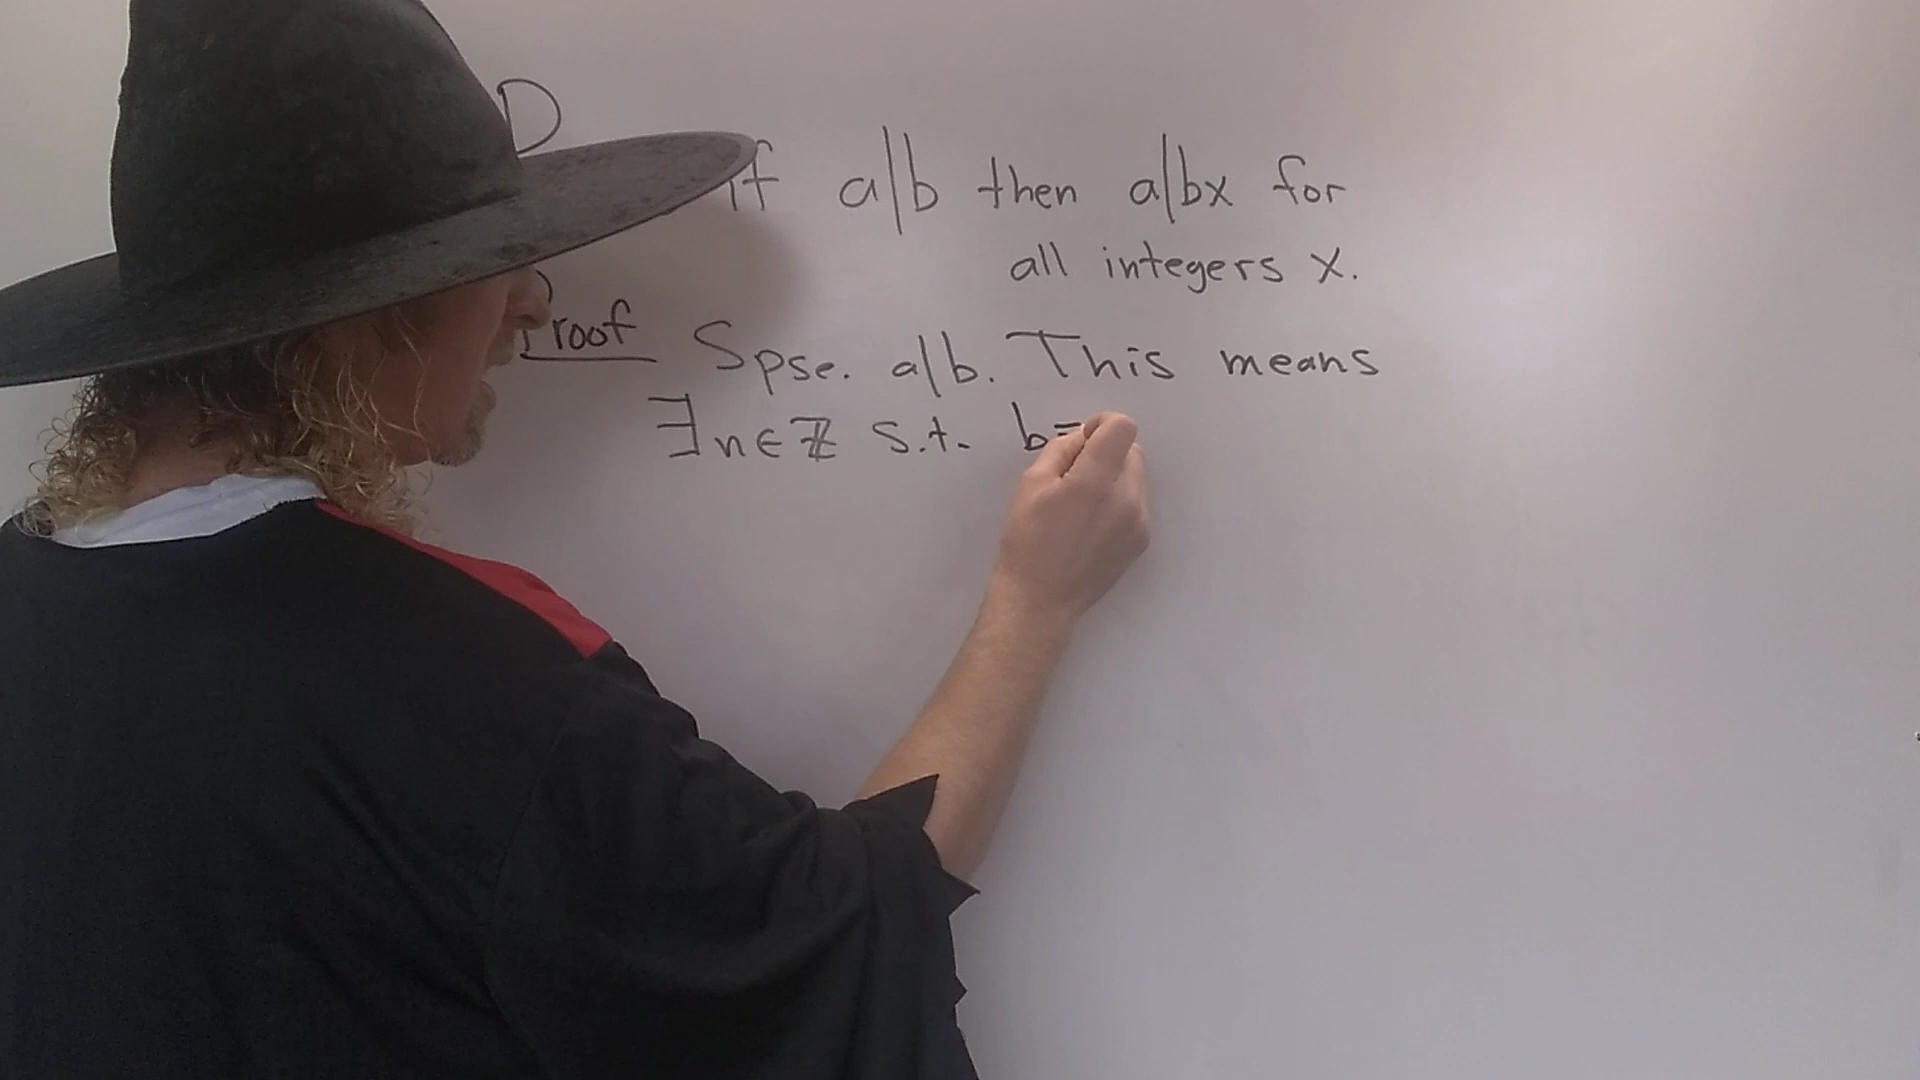 If a|b then a|bx for
all integers x.
Proof Spse. a|b. This means
∃n∈ℤ s.t. b=